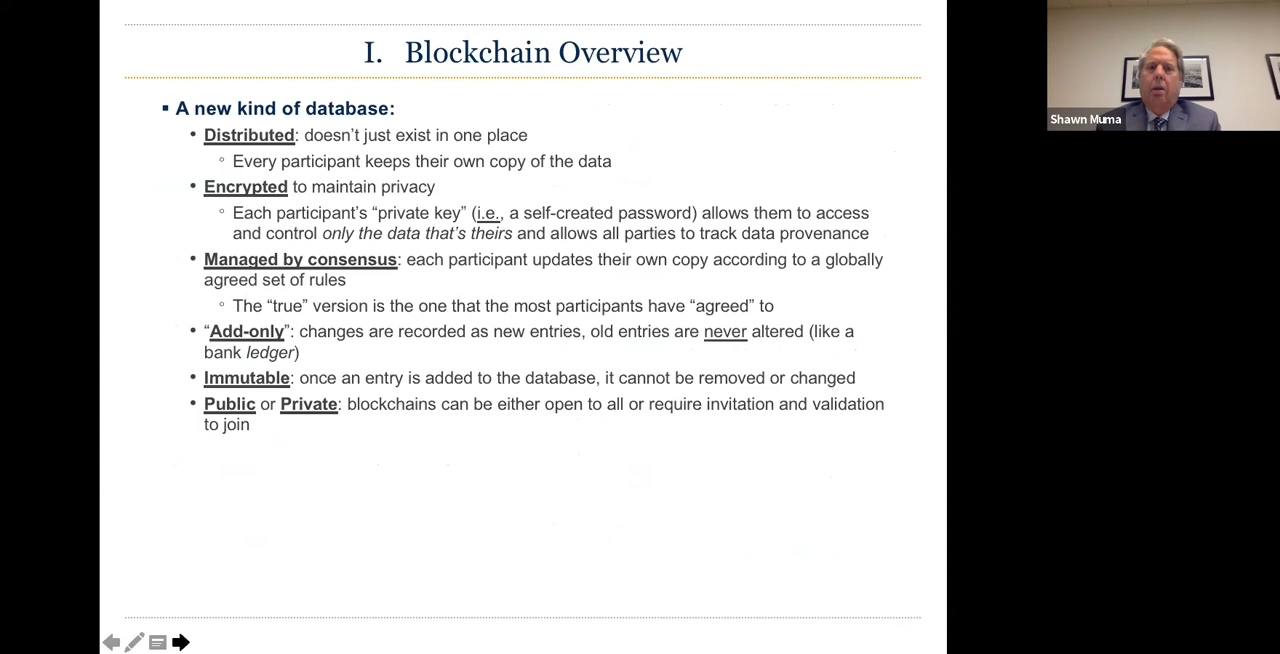 I. Blockchain Overview
▪ A new kind of database:
• Distributed: doesn’t just exist in one place
◦ Every participant keeps their own copy of the data
• Encrypted to maintain privacy
◦ Each participant’s “private key” (i.e., a self-created password) allows them to access
and control only the data that’s theirs and allows all parties to track data provenance
• Managed by consensus: each participant updates their own copy according to a globally
agreed set of rules
◦ The “true” version is the one that the most participants have “agreed” to
• “Add-only”: changes are recorded as new entries, old entries are never altered (like a
bank ledger)
• Immutable: once an entry is added to the database, it cannot be removed or changed
• Public or Private: blockchains can be either open to all or require invitation and validation
to join
Shawn Muma